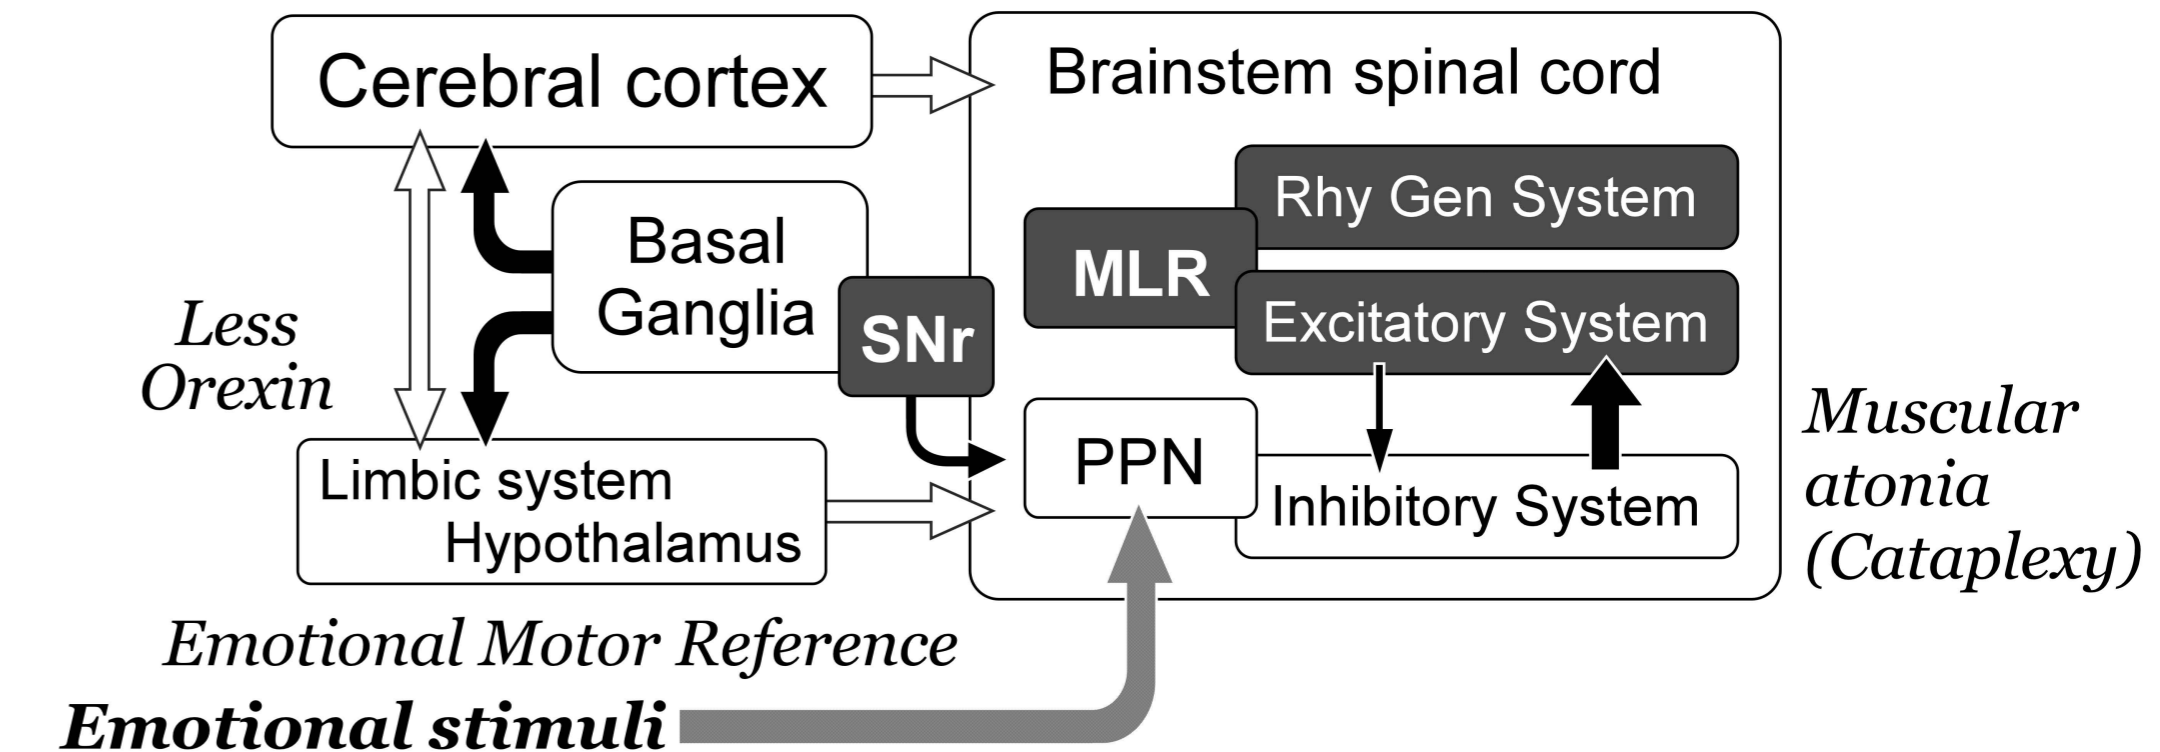 Cerebral cortex
Brainstem spinal cord
Rhy Gen System
Basal
Ganglia
MLR
SNr
Excitatory System
Less
Orexin
Muscular
atonia
(Cataplexy)
PPN
Limbic system
Hypothalamus
Inhibitory System
Emotional Motor Reference
Emotional stimuli